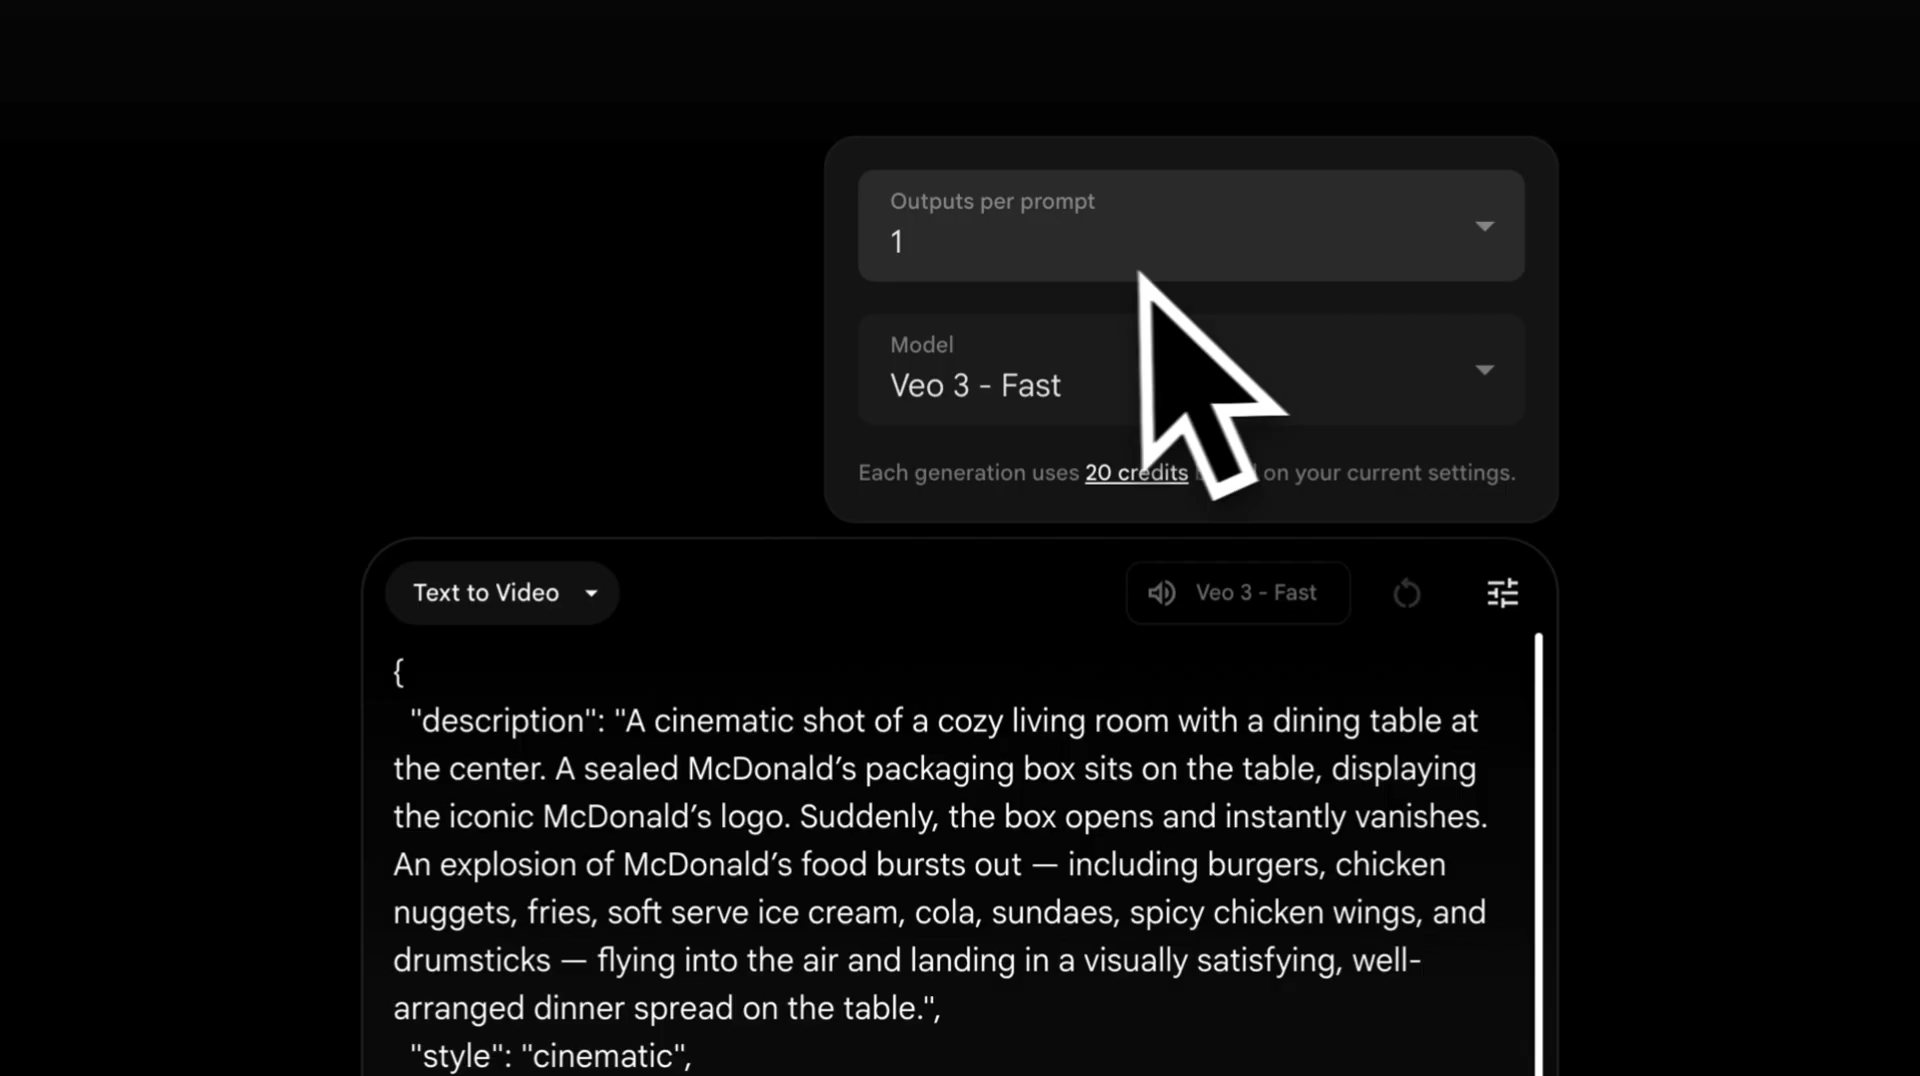 Outputs per prompt
1
Model
Veo 3 - Fast
Each generation uses 20 credits on your current settings.
Text to Video
Veo 3 - Fast
{
"description": "A cinematic shot of a cozy living room with a dining table at
the center. A sealed McDonald’s packaging box sits on the table, displaying
the iconic McDonald’s logo. Suddenly, the box opens and instantly vanishes.
An explosion of McDonald’s food bursts out — including burgers, chicken
nuggets, fries, soft serve ice cream, cola, sundaes, spicy chicken wings, and
drumsticks — flying into the air and landing in a visually satisfying, well-
arranged dinner spread on the table.",
"style": "cinematic",